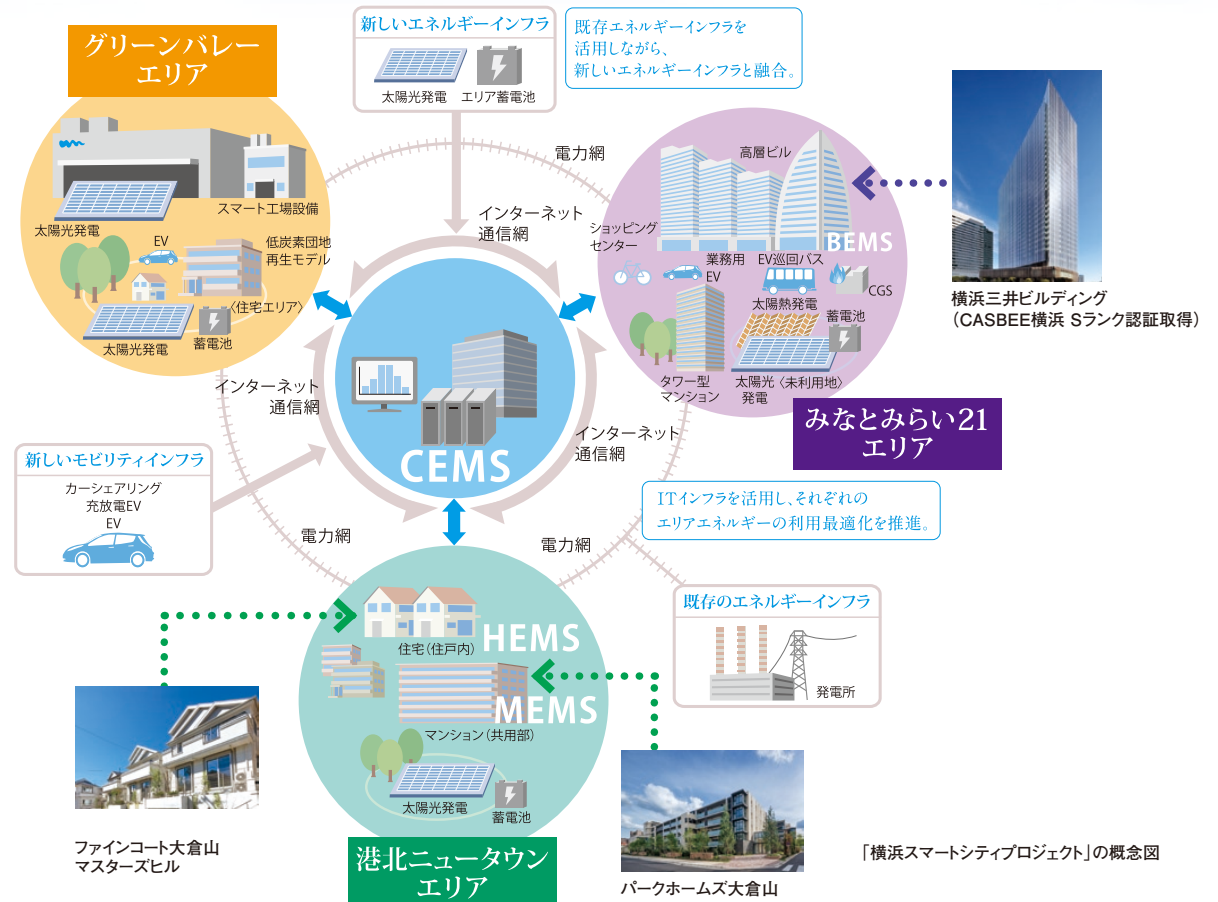 グリーンバレー
エリア
新しいエネルギーインフラ
太陽光発電
エリア蓄電池
既存エネルギーインフラを
活用しながら、
新しいエネルギーインフラと融合。
スマート工場設備
太陽光発電
EV
低炭素団地
再生モデル
〈住宅エリア〉
太陽光発電
蓄電池
電力網
インターネット
通信網
高層ビル
ショッピング
センター
BEMS
業務用
EV
EV巡回バス
CGS
太陽熱発電
蓄電池
タワー型
マンション
太陽光
発電
〈未利用地〉
みなとみらい21
エリア
横浜三井ビルディング
（CASBEE横浜 Sランク認証取得）
インターネット
通信網
CEMS
インターネット
通信網
新しいモビリティインフラ
カーシェアリング
充放電EV
EV
ITインフラを活用し、それぞれの
エリアエネルギーの利用最適化を推進。
電力網
電力網
既存のエネルギーインフラ
発電所
住宅（住戸内）
HEMS
MEMS
マンション（共用部）
太陽光発電
蓄電池
港北ニュータウン
エリア
ファインコート大倉山
マスターズヒル
パークホームズ大倉山
「横浜スマートシティプロジェクト」の概念図